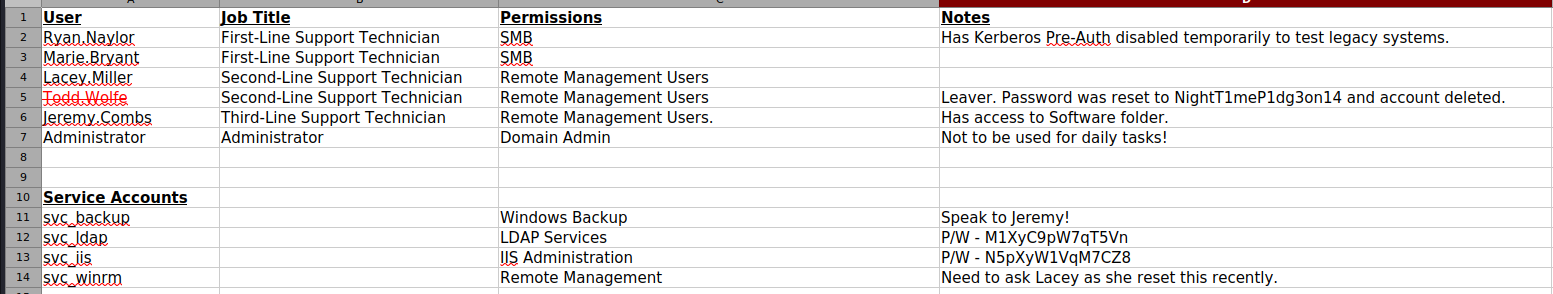 1 User Job Title Permissions Notes
2 Ryan.Naylor First-Line Support Technician SMB Has Kerberos Pre-Auth disabled temporarily to test legacy systems.
3 Marie.Bryant First-Line Support Technician SMB
4 Lacey.Miller Second-Line Support Technician Remote Management Users
5 Todd.Wolfe Second-Line Support Technician Remote Management Users Leaver. Password was reset to NightT1meP1dg3on14 and account deleted.
6 Jeremy.Combs Third-Line Support Technician Remote Management Users. Has access to Software folder.
7 Administrator Administrator Domain Admin Not to be used for daily tasks!
8
9
10 Service Accounts
11 svc_backup Windows Backup Speak to Jeremy!
12 svc_ldap LDAP Services P/W - M1XyC9pW7qT5Vn
13 svc_iis IIS Administration P/W - N5pXyW1VqM7CZ8
14 svc_winrm Remote Management Need to ask Lacey as she reset this recently.